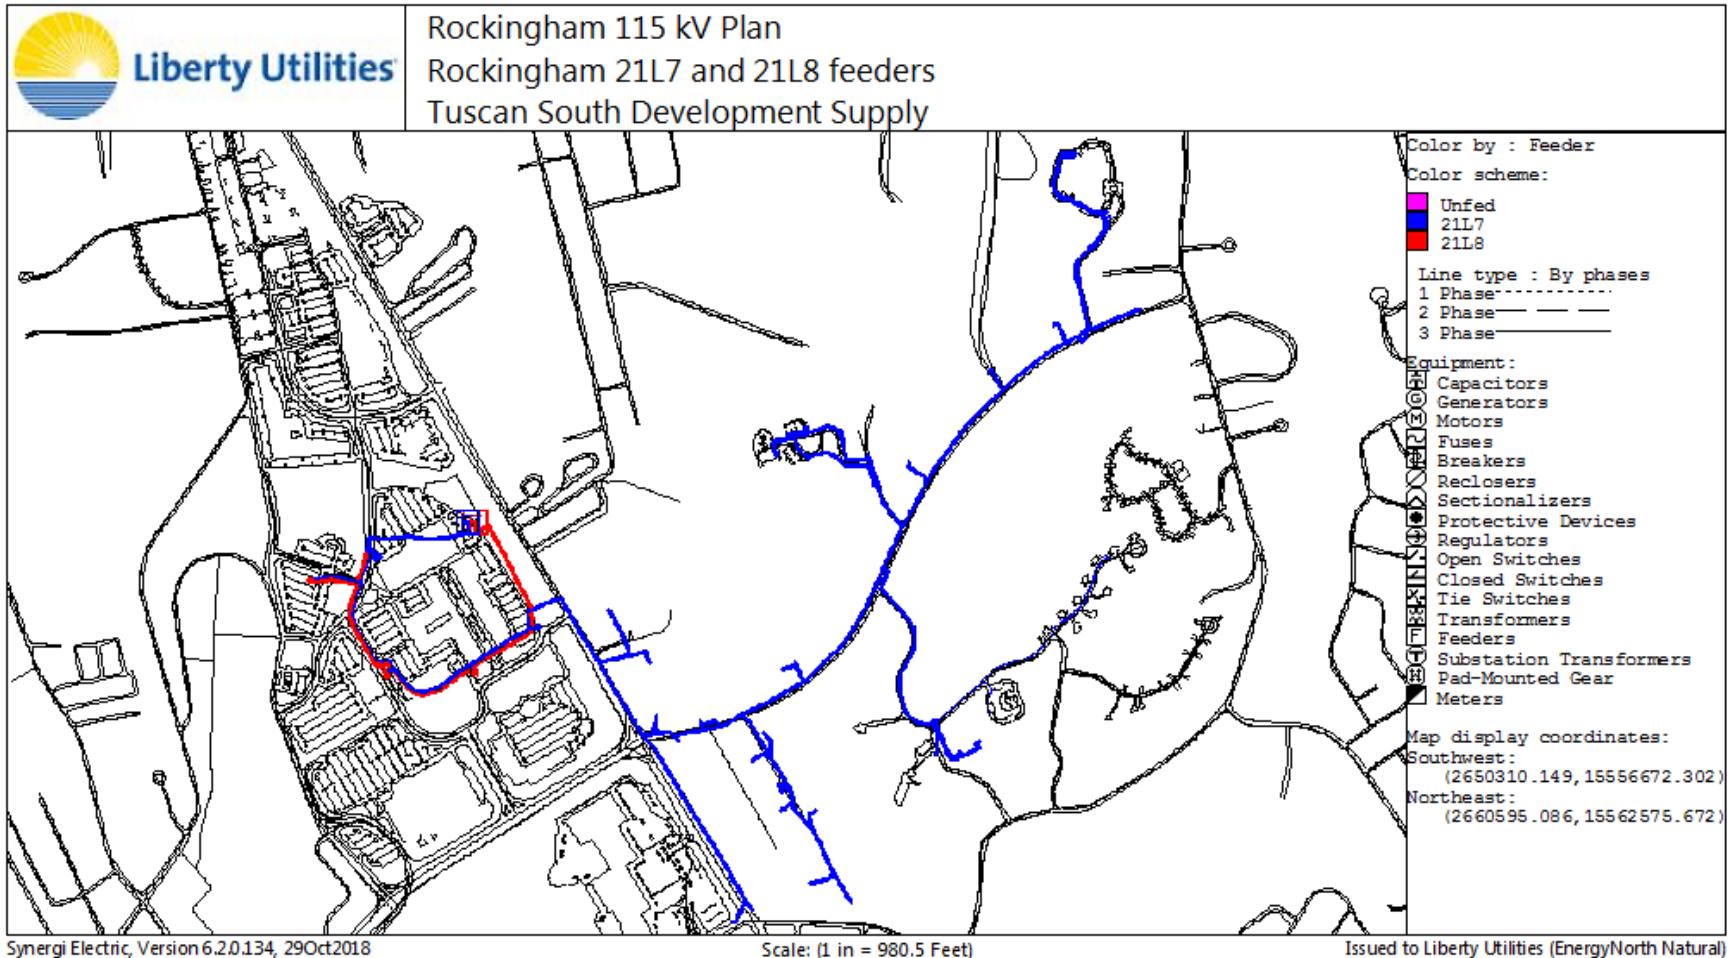 Liberty Utilities
Rockingham 115 kV Plan
Rockingham 21L7 and 21L8 feeders
Tuscan South Development Supply
Color by : Feeder
Color scheme:
Unfed
21L7
21L8
Line type : By phases
1 Phase
2 Phase
3 Phase
Equipment:
Capacitors
G Generators
M Motors
Fuses
Breakers
Reclosers
Sectionalizers
Protective Devices
Regulators
Open Switches
Closed Switches
Tie Switches
Transformers
F Feeders
Substation Transformers
Pad-Mounted Gear
Meters
Map display coordinates:
Southwest:
(2650310.149,15556672.302)
Northeast:
(2660595.086,15562575.672)
Synergi Electric, Version 6.2.0.134, 29Oct2018
Scale: (1 in = 980.5 Feet)
Issued to Liberty Utilities (EnergyNorth Natural)